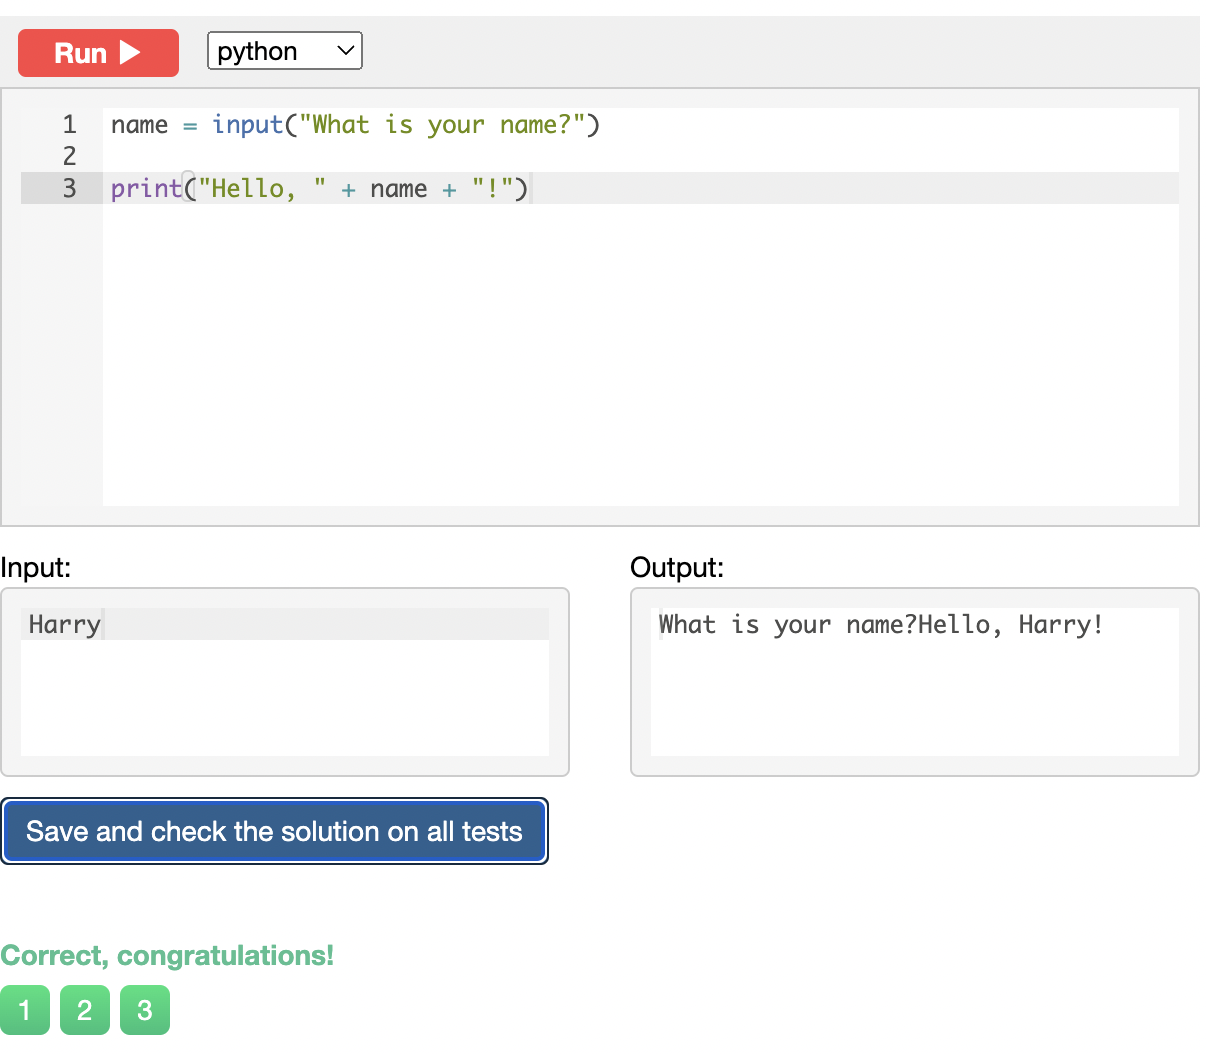 Run python
1 name = input("What is your name?")
2
3 print("Hello, " + name + "!")
Input:
Output:
Harry
What is your name?Hello, Harry!
Save and check the solution on all tests
Correct, congratulations!
1 2 3